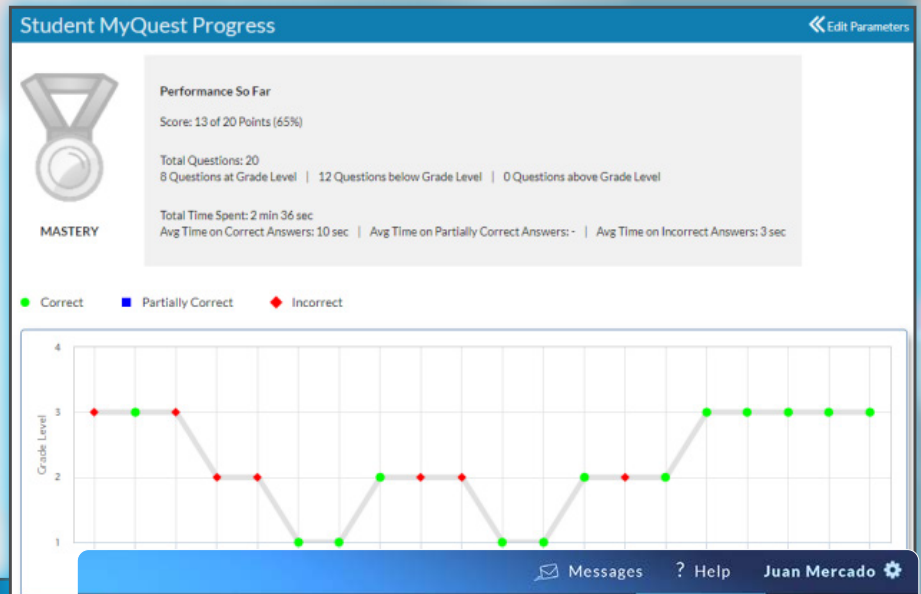 Student MyQuest Progress
Edit Parameters
Performance So Far
Score: 13 of 20 Points (65%)
Total Questions: 20
8 Questions at Grade Level | 12 Questions below Grade Level | 0 Questions above Grade Level
Total Time Spent: 2 min 36 sec
Avg Time on Correct Answers: 10 sec | Avg Time on Partially Correct Answers: - | Avg Time on Incorrect Answers: 3 sec
MASTERY
Correct
Partially Correct
Incorrect
4
3
2
1
Grade Level
Messages ? Help Juan Mercado